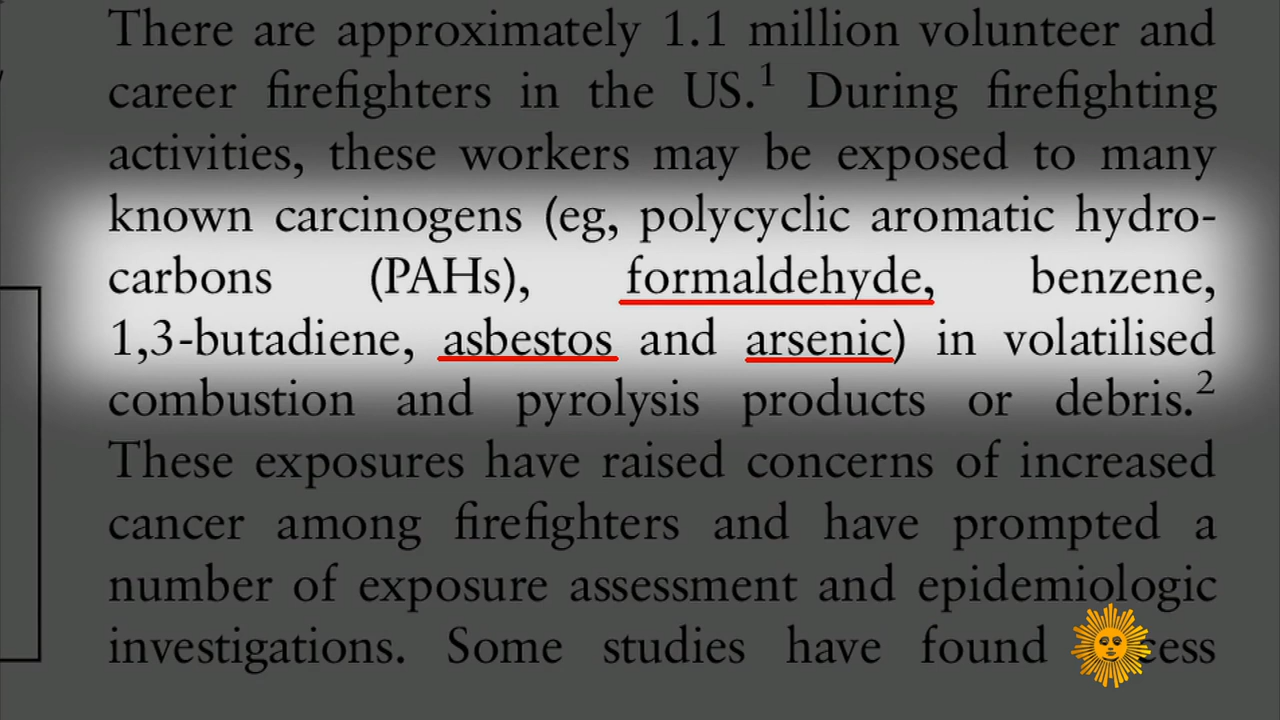 There are approximately 1.1 million volunteer and
career firefighters in the US.1 During firefighting
activities, these workers may be exposed to many
known carcinogens (eg, polycyclic aromatic hydro-
carbons (PAHs), formaldehyde, benzene,
1,3-butadiene, asbestos and arsenic) in volatilised
combustion and pyrolysis products or debris.2
These exposures have raised concerns of increased
cancer among firefighters and have prompted a
number of exposure assessment and epidemiologic
investigations. Some studies have found